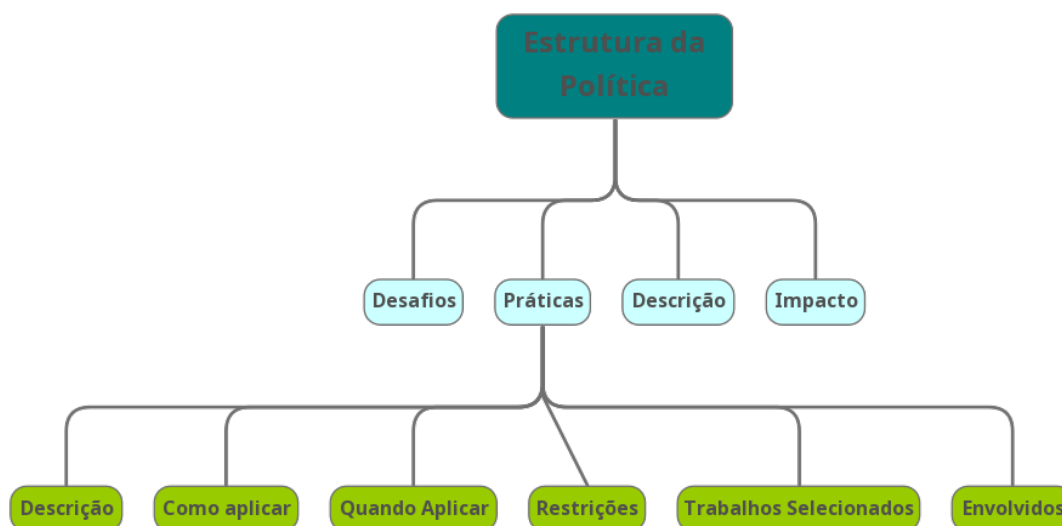 Estrutura da
Política
Desafios
Práticas
Descrição
Impacto
Descrição
Como aplicar
Quando Aplicar
Restrições
Trabalhos Selecionados
Envolvidos